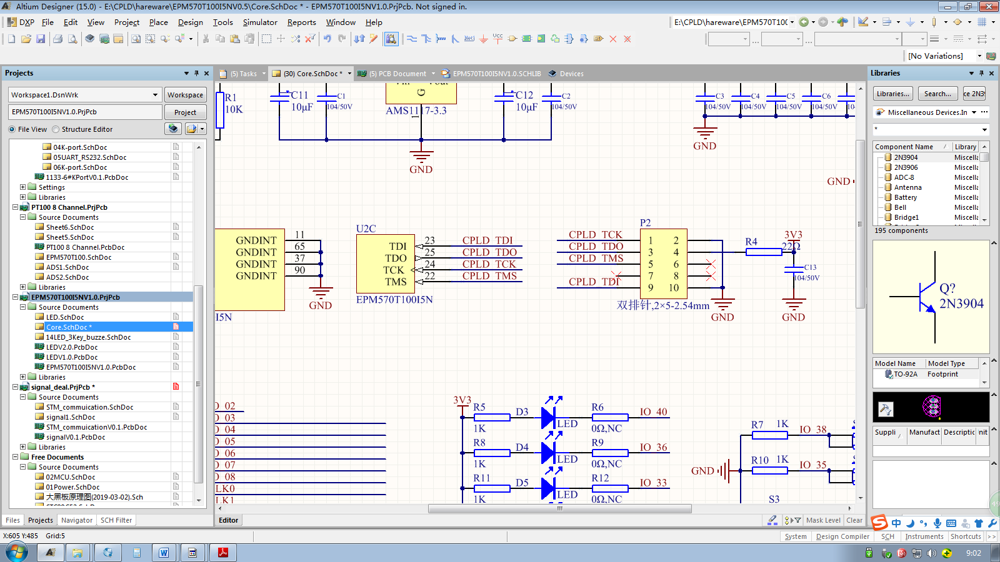 Altium Designer (15.0) - E:\CPLD\hareware\EPM570T100I5NV0.5\Core.SchDoc * - EPM570T100I5NV1.0.PrjPcb. Not signed in.
DXP File Edit View Project Place Design Tools Simulator Reports Window Help
E:\CPLD\hareware\EPM570T100
[No Variations]
Projects
Workspace1.DsnWrk
Workspace
EPM570T100I5NV1.0.PrjPcb
Project
File View
Structure Editor
04K-port.SchDoc
05UART_RS232.SchDoc
06K-port.SchDoc
1133-6#KPortV0.1.PcbDoc
Settings
Libraries
PT100 8 Channel.PrjPcb
Source Documents
Sheet6.SchDoc
Sheet5.SchDoc
PT100 8 Channel.PcbDoc
EPM570T100.SchDoc
ADS1.SchDoc
ADS2.SchDoc
Libraries
EPM570T100I5NV1.0.PrjPcb
Source Documents
LED.SchDoc
Core.SchDoc *
14LED_3Key_buzze.SchDoc
LEDV2.0.PcbDoc
LEDV1.0.PcbDoc
EPM570T100I5NV1.0.PcbDoc
Libraries
signal_deal.PrjPcb *
Source Documents
STM_commuication.SchDoc
signal1.SchDoc
STM_commuicationV0.1.PcbDoc
signalV0.1.PcbDoc
Libraries
Free Documents
Source Documents
02MCU.SchDoc
01Power.SchDoc
大黑板原理图(2019-03-02).Sch
Files Projects Navigator SCH Filter
(5) Tasks
(30) Core.SchDoc *
(5) PCB Document
EPM570T100I5NV1.0.SCHLIB
Devices
R1
10K
C11
10μF
C1
104/50V
Vin Vout
G
AMS1117-3.3
1
C12
10μF
C2
104/50V
GND
C3
104/50V
C4
104/50V
C5
104/50V
C6
104/50V
GND
GND
GNDINT 11
GNDINT 65
GNDINT 37
GNDINT 90
GND
I5N
U2C
TDI 23 CPLD TDI
TDO 25 CPLD TDO
TCK 24 CPLD TCK
TMS 22 CPLD TMS
EPM570T100I5N
P2
CPLD TCK 1 2
CPLD TDO 3 4
CPLD TMS 5 6
7 8
CPLD TDI 9 10
双排针,2×5-2.54mm
GND
R4
22Ω
3V3
C13
104/50V
GND
O 02
O 03
O 04
O 05
O 06
O 07
O 08
LK0
LK1
3V3
R5
1K
D3
LED
R6
0Ω,NC
IO 40
R8
1K
D4
LED
R9
0Ω,NC
IO 36
R11
1K
D5
LED
R12
0Ω,NC
IO 33
R7 1K IO 38
GND
R10 1K IO 35
S3
Editor
Mask Level Clear
Libraries
Libraries...
Search...
ce 2N3
Miscellaneous Devices.In
*
Component Name Library
2N3904 Miscella
2N3906 Miscella
ADC-8 Miscella
Antenna Miscella
Battery Miscella
Bell Miscella
Bridge1 Miscella
195 components
Q?
2N3904
Model Name Model Type
TO-92A Footprint
Suppli Manufact Descriptic nit
中
49
X:605 Y:485 Grid:5
System Design Compiler SCH Instruments Shortcuts >>
9:02